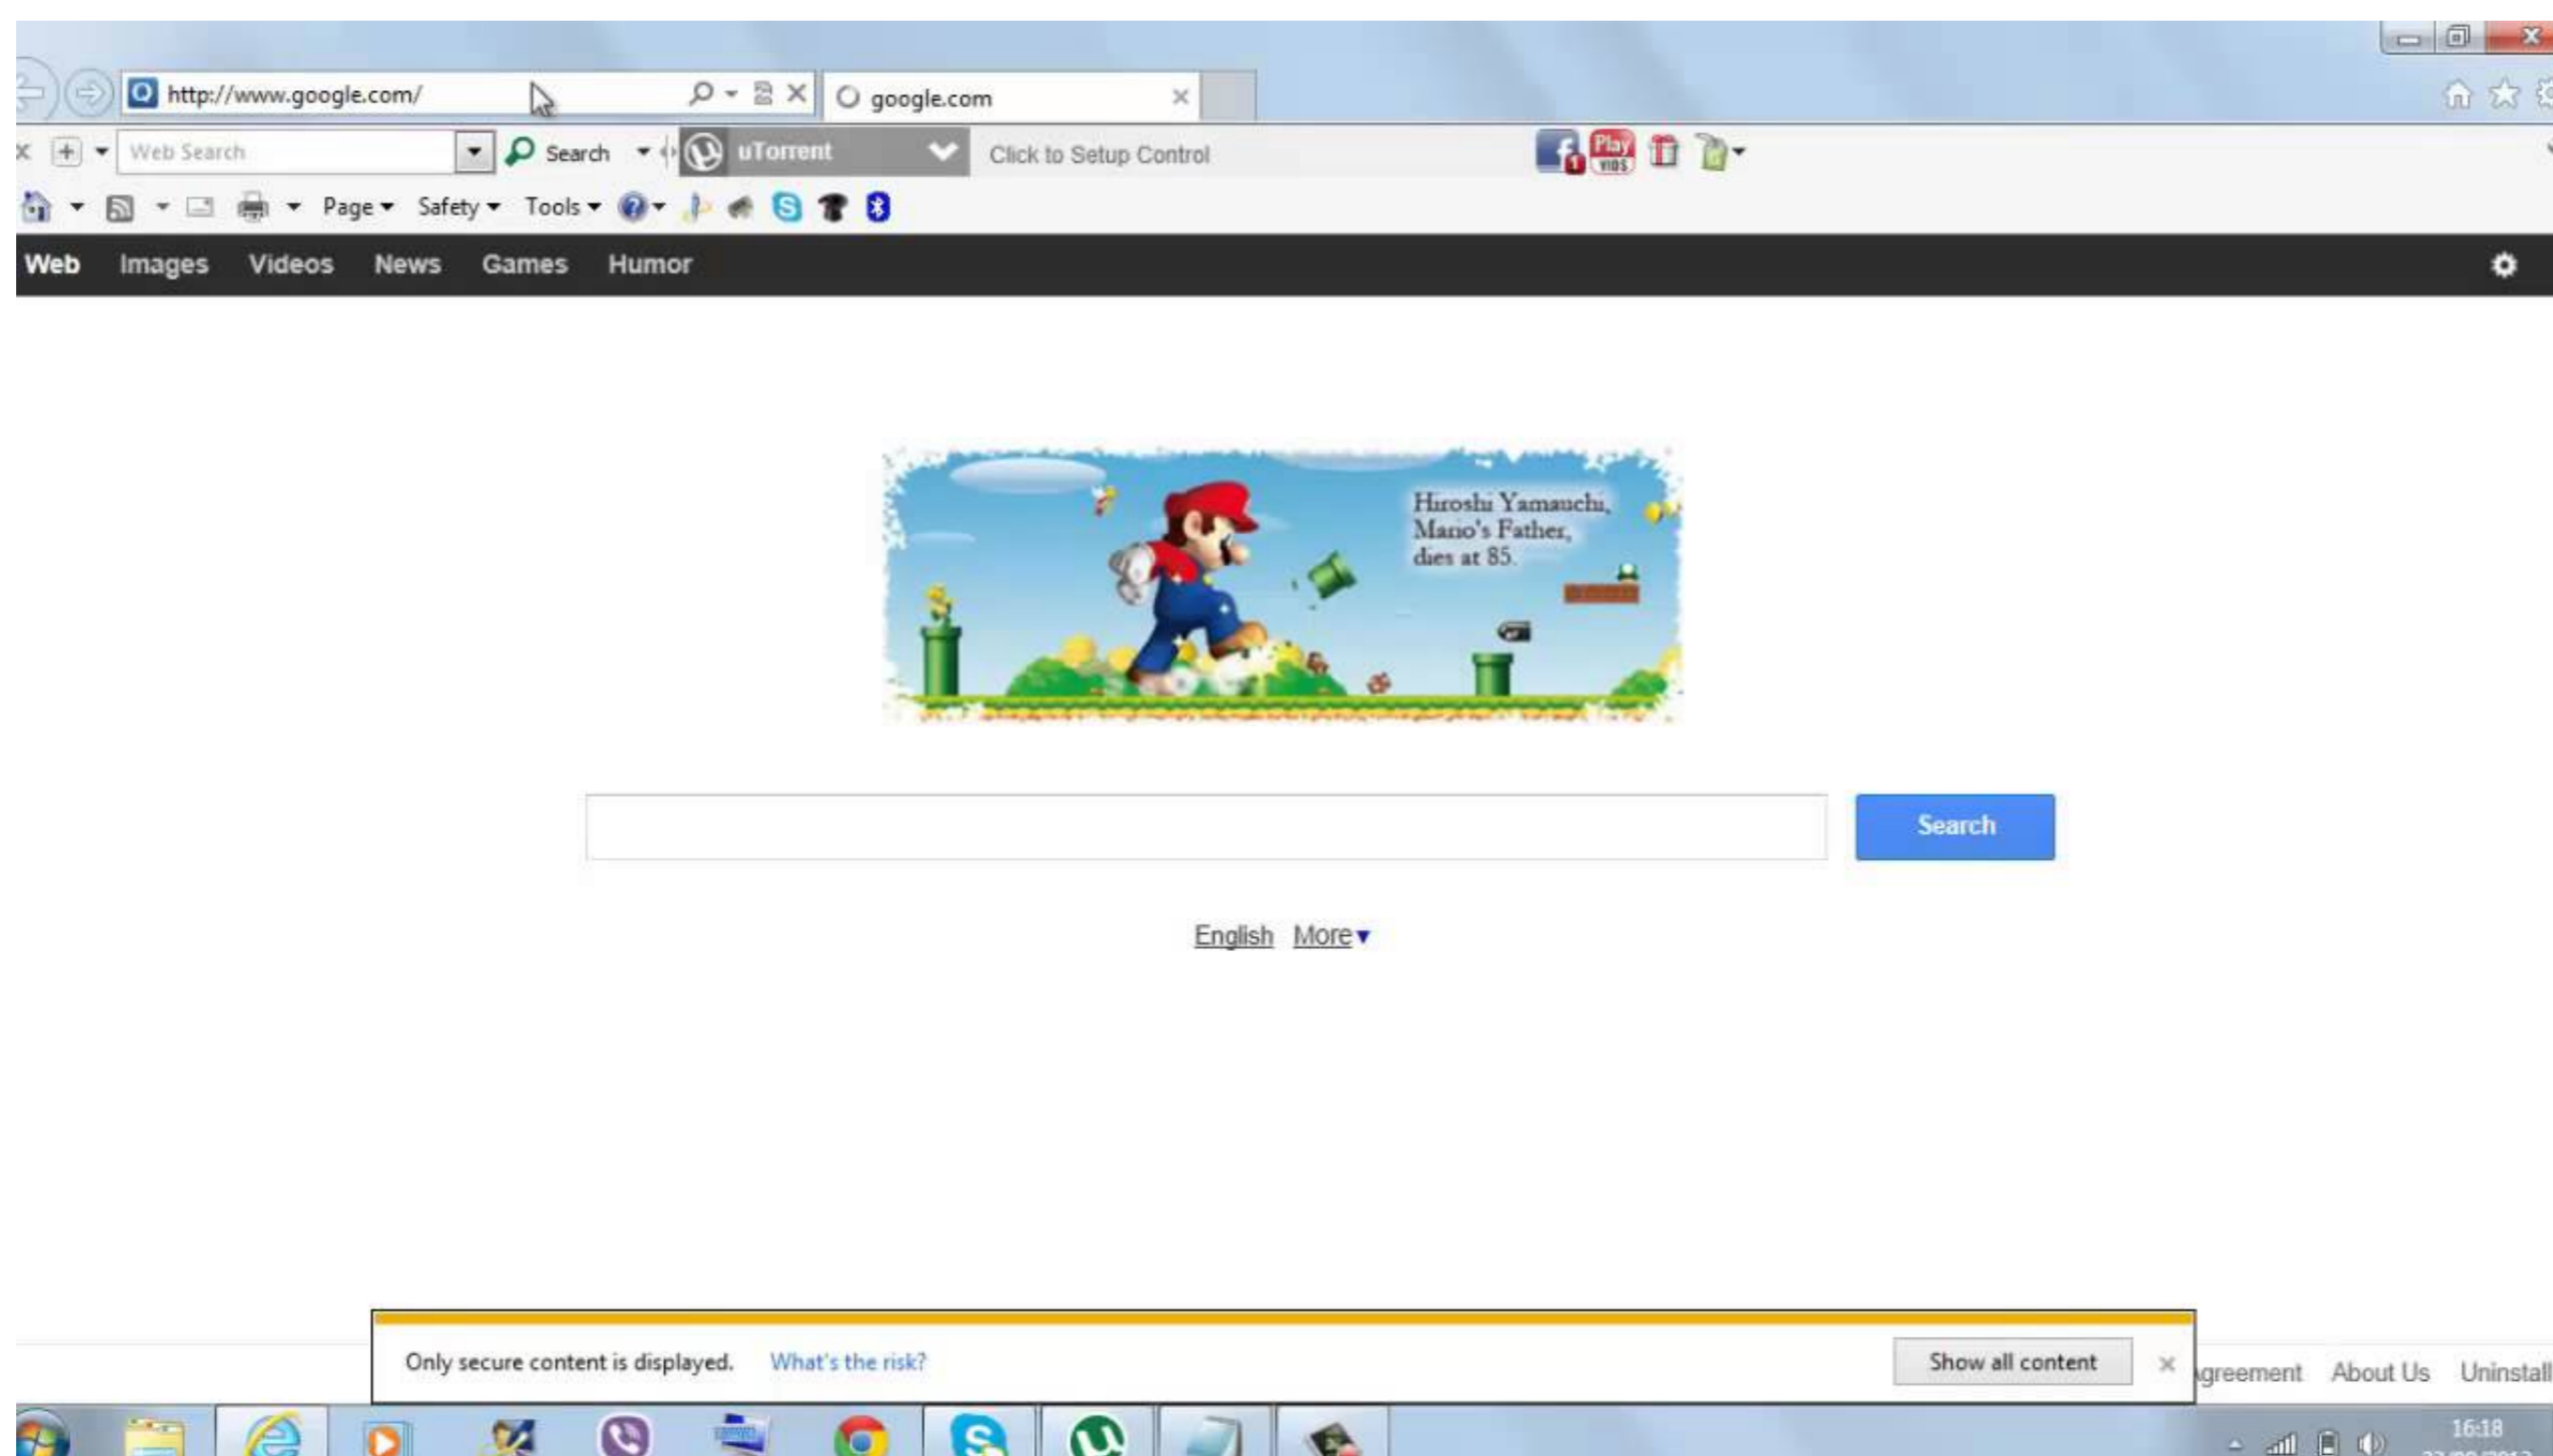 http://www.google.com/
google.com
Web Search
Search
uTorrent
Click to Setup Control
1
Play
VIDS
Page
Safety
Tools
Web
Images
Videos
News
Games
Humor
Hiroshi Yamauchi,
Mario's Father,
dies at 85.
Search
English
More
Only secure content is displayed.
What's the risk?
Show all content
greement
About Us
Uninstall
16:18